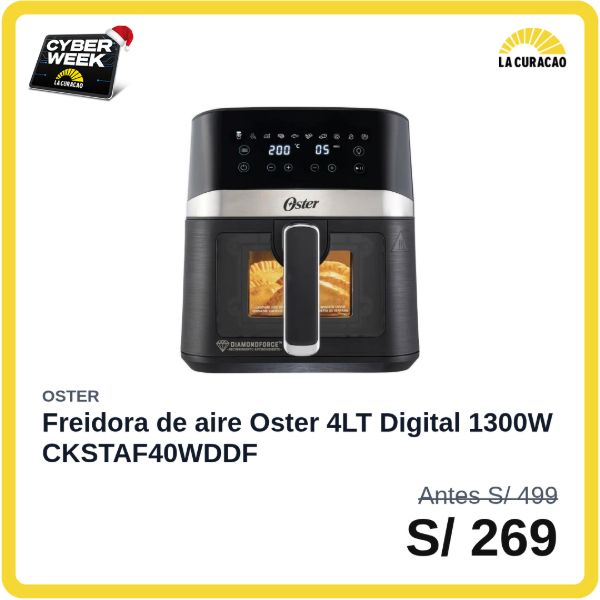 CYBER
WEEK
LA CURACAO
LA CURACAO
200 °C 05
Oster
DIAMONDFORCE™
OSTER
Freidora de aire Oster 4LT Digital 1300W
CKSTAF40WDDF
Antes S/ 499
S/ 269